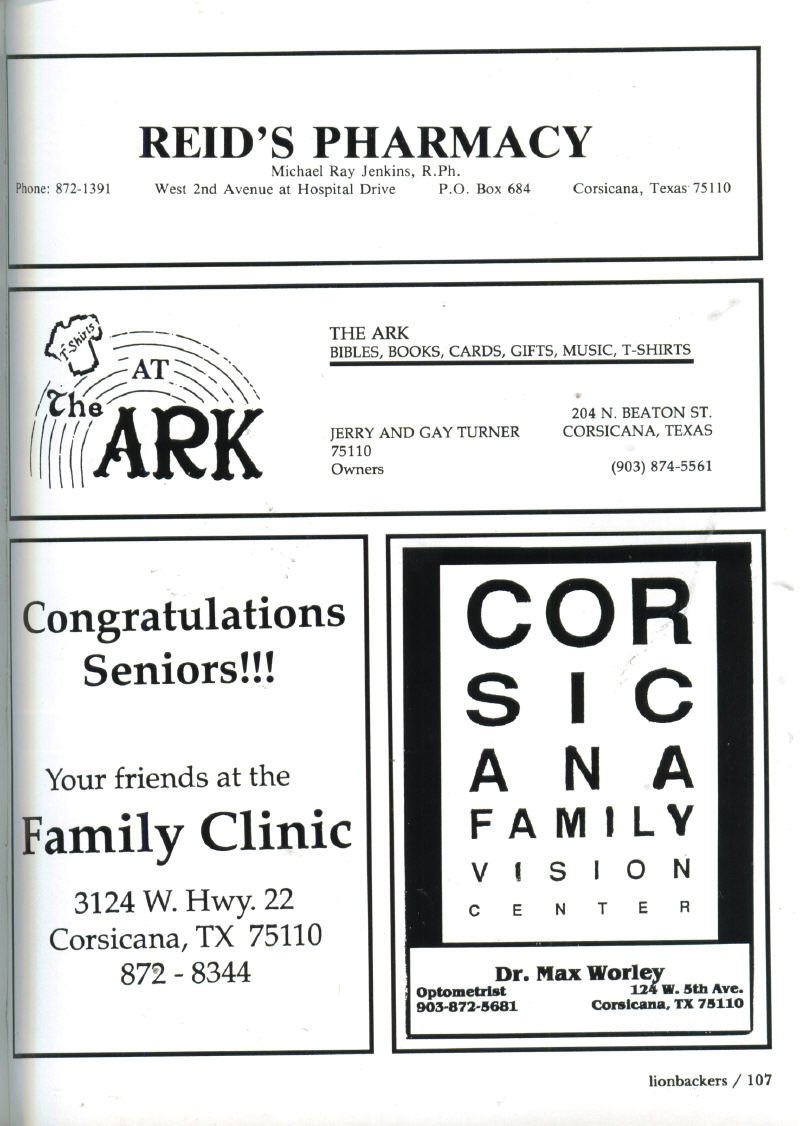 REID'S PHARMACY
Michael Ray Jenkins, R.Ph.
Phone: 872-1391 West 2nd Avenue at Hospital Drive P.O. Box 684 Corsicana, Texas 75110
T-Shirts
AT
The
ARK
THE ARK
BIBLES, BOOKS, CARDS, GIFTS, MUSIC, T-SHIRTS
JERRY AND GAY TURNER
75110
Owners
204 N. BEATON ST.
CORSICANA, TEXAS
(903) 874-5561
Congratulations
Seniors!!!
Your friends at the
Family Clinic
3124 W. Hwy. 22
Corsicana, TX 75110
872 - 8344
COR
SIC
ANA
FAMILY
VISION
CENTER
Dr. Max Worley
Optometrist 124 W. 5th Ave.
903-872-5681 Corsicana, TX 75110
lionbackers / 107